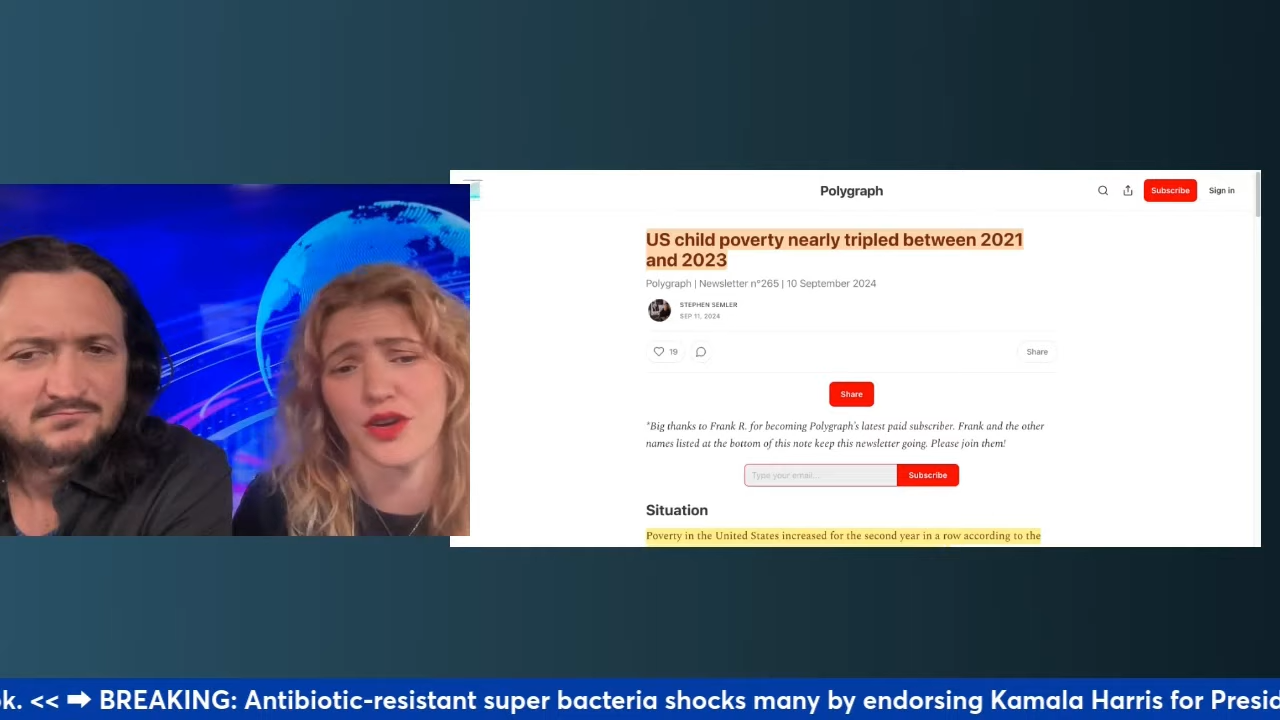 Polygraph
Subscribe
Sign in
US child poverty nearly tripled between 2021
and 2023
Polygraph | Newsletter n°265 | 10 September 2024
STEPHEN SEMLER
SEP 11, 2024
19
Share
Share
*Big thanks to Frank R. for becoming Polygraph's latest paid subscriber. Frank and the other
names listed at the bottom of this note keep this newsletter going. Please join them!
Type your email...
Subscribe
Situation
Poverty in the United States increased for the second year in a row according to the
ok. << ➡ BREAKING: Antibiotic-resistant super bacteria shocks many by endorsing Kamala Harris for Presid